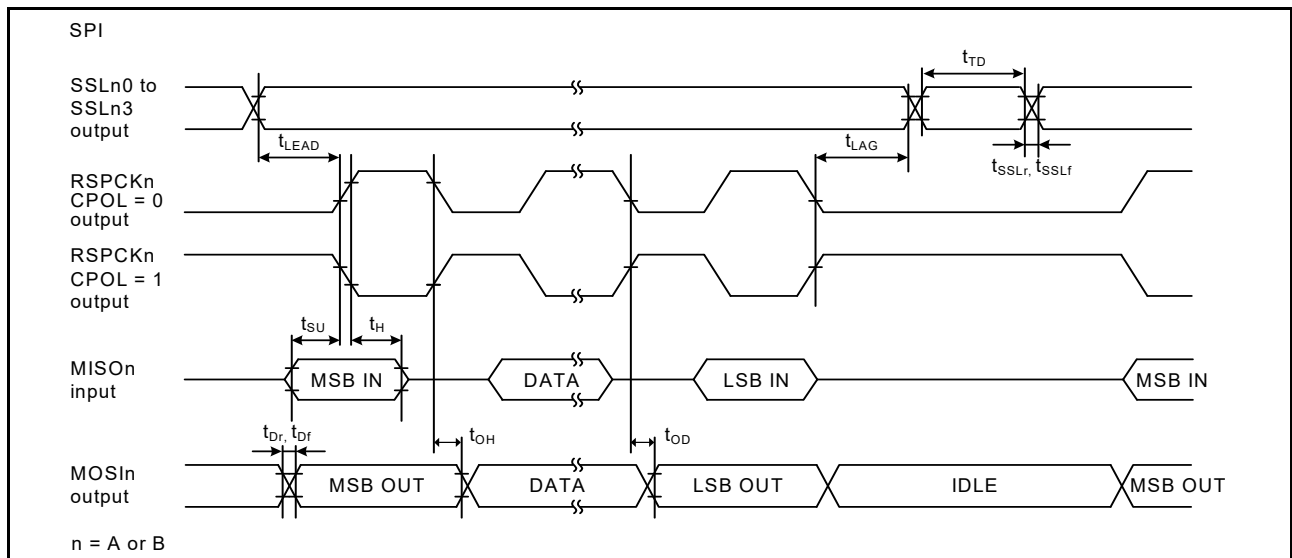 SPI
SSLn0 to
SSLn3
output
tTD
tLEAD
tLAG
tSSLr, tSSLf
RSPCKn
CPOL = 0
output
RSPCKn
CPOL = 1
output
tSU
tH
MISOn
input
MSB IN
DATA
LSB IN
MSB IN
tDr, tDf
tOH
tOD
MOSIn
output
MSB OUT
DATA
LSB OUT
IDLE
MSB OUT
n = A or B